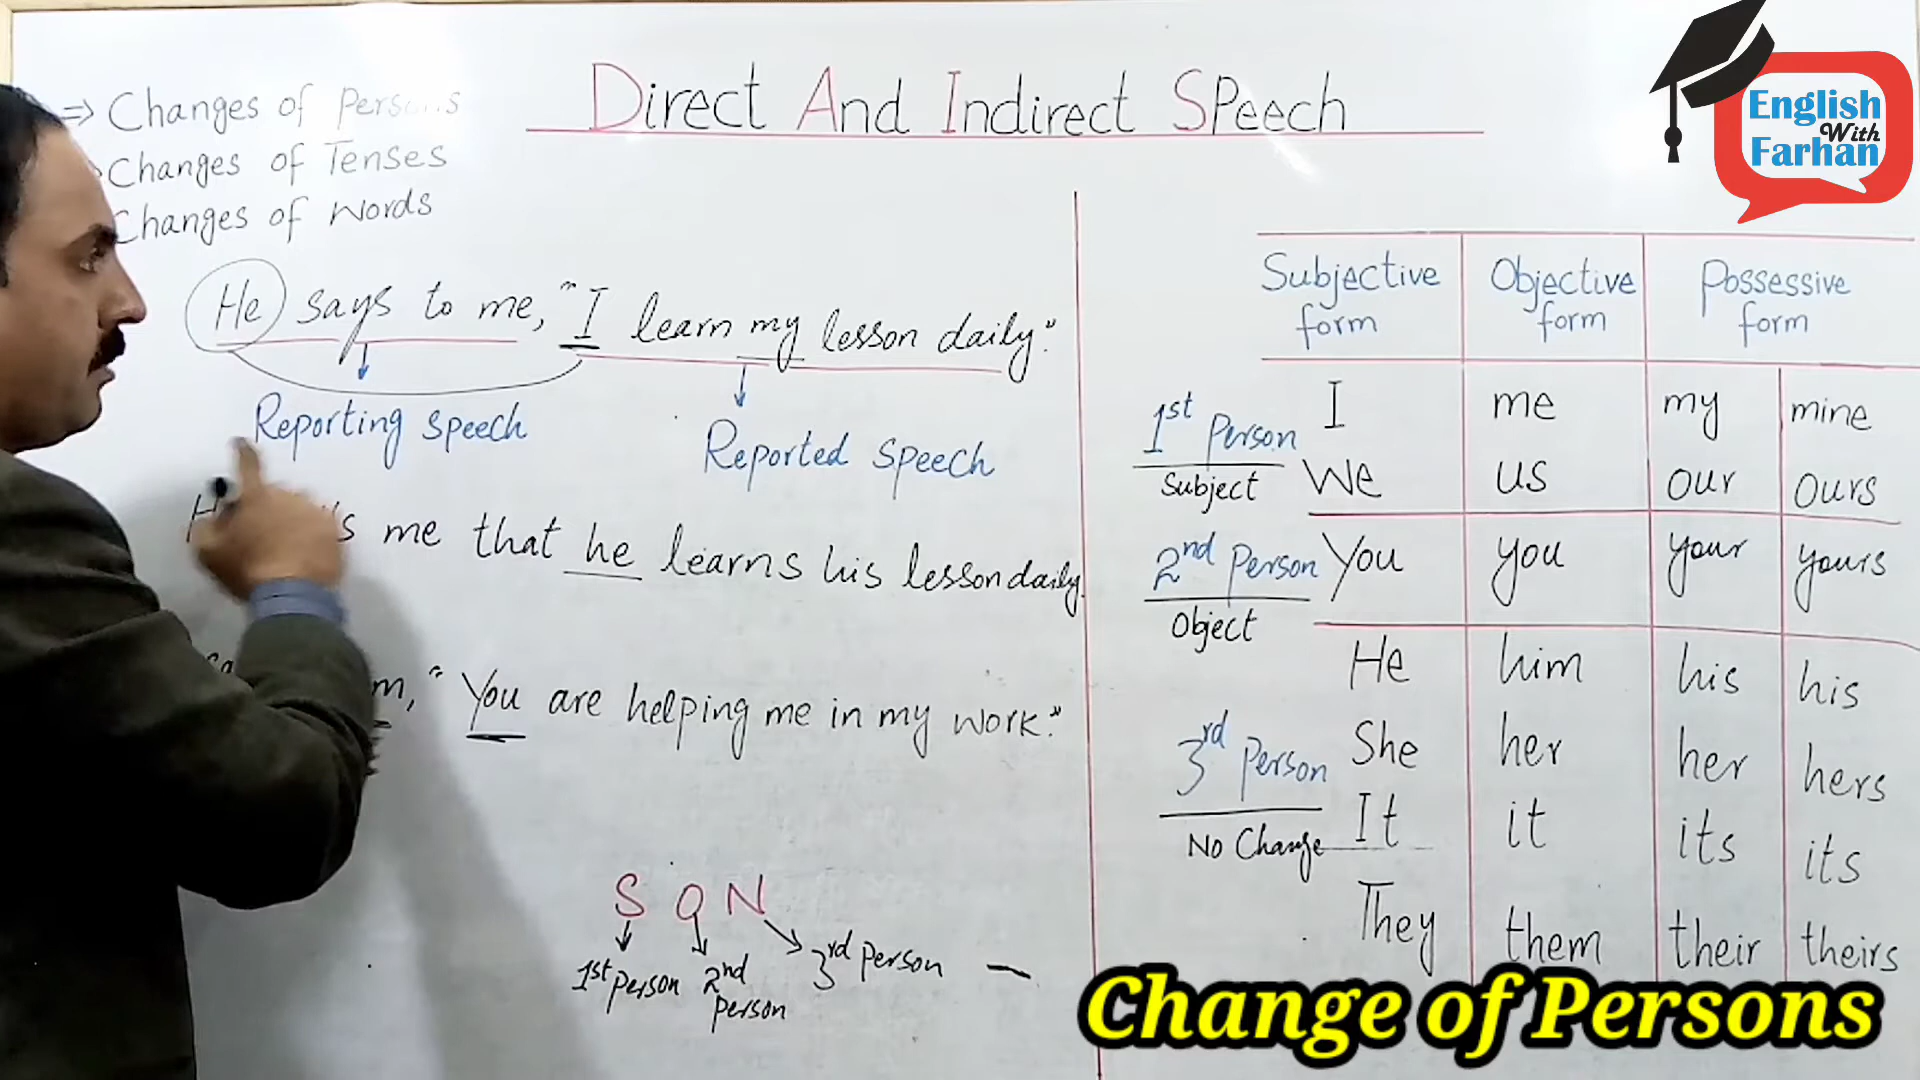 Direct And Indirect SPeech
English
With
Farhan
⇒ Changes of Persons
Changes of Tenses
Changes of Words
He says to me, "I learn my lesson daily."
Reporting speech
Reported speech
me that he learns his lesson daily.
"You are helping me in my work."
S O N
1st Person 2nd Person 3rd Person
Subjective form Objective form Possessive form
1st Person
Subject
I me my mine
We us our ours
2nd Person
Object
You you your yours
3rd Person
No Change
He him his his
She her her hers
It it its its
They them their theirs
Change of Persons